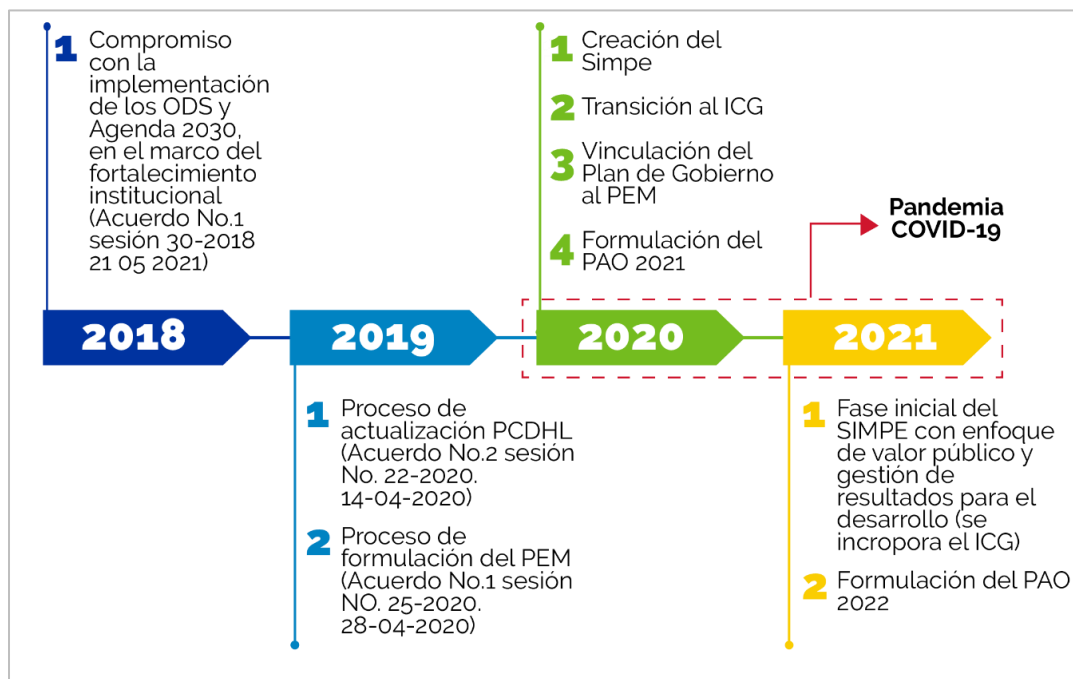 1 Compromiso
con la
implementación
de los ODS y
Agenda 2030,
en el marco del
fortalecimiento
institucional
(Acuerdo No.1
sesión 30-2018
21 05 2021)
1 Creación del
Simpe
2 Transición al ICG
3 Vinculación del
Plan de Gobierno
al PEM
4 Formulación del
PAO 2021
Pandemia
COVID-19
2018
2019
2020
2021
1 Proceso de
actualización PCDHL
(Acuerdo No.2 sesión
No. 22-2020.
14-04-2020)
2 Proceso de
formulación del PEM
(Acuerdo No.1 sesión
NO. 25-2020.
28-04-2020)
1 Fase inicial del
SIMPE con enfoque
de valor público y
gestión de
resultados para el
desarrollo (se
incropora el ICG)
2 Formulación del PAO
2022